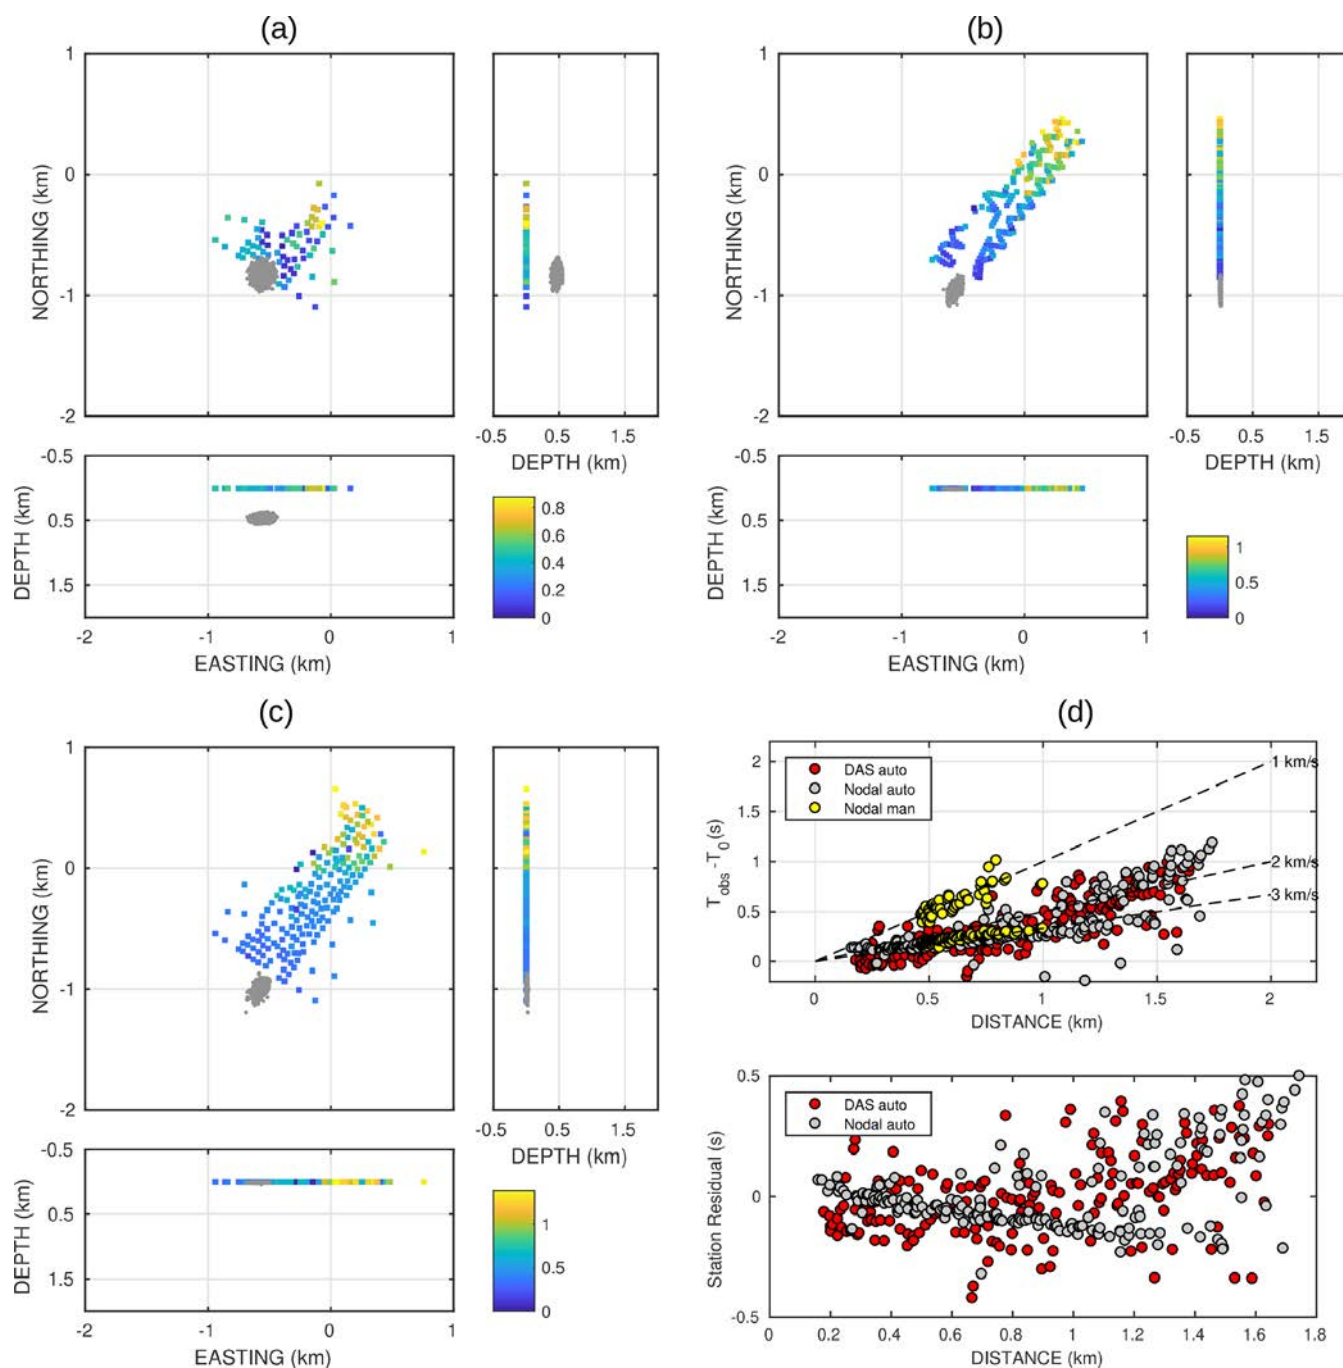 (a)
1
0
-1
-2
NORTHING (km)
-0.5
0.5
1.5
DEPTH (km)
-0.5
0.5
1.5
DEPTH (km)
-2
-1
0
1
EASTING (km)
0.8
0.6
0.4
0.2
0
(b)
1
0
-1
-2
NORTHING (km)
-0.5
0.5
1.5
DEPTH (km)
-0.5
0.5
1.5
DEPTH (km)
-2
-1
0
1
EASTING (km)
1
0.5
0
(c)
1
0
-1
-2
NORTHING (km)
-0.5
0.5
1.5
DEPTH (km)
-0.5
0.5
1.5
DEPTH (km)
-2
-1
0
1
EASTING (km)
1
0.5
0
(d)
DAS auto
Nodal auto
Nodal man
1 km/s
2 km/s
3 km/s
2
1.5
1
0.5
0
Tobs -T0(s)
0
0.5
1
1.5
2
DISTANCE (km)
DAS auto
Nodal auto
0.5
0
-0.5
Station Residual (s)
0
0.2
0.4
0.6
0.8
1
1.2
1.4
1.6
1.8
DISTANCE (km)